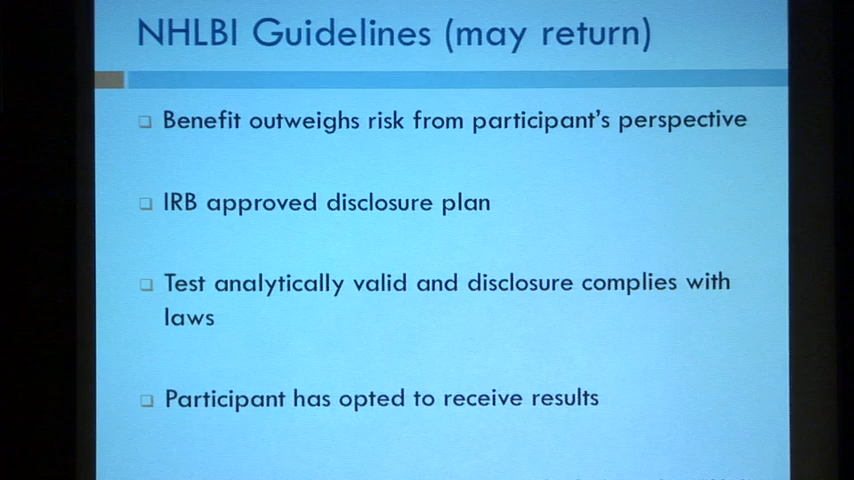 NHLBI Guidelines (may return)
Benefit outweighs risk from participant's perspective
IRB approved disclosure plan
Test analytically valid and disclosure complies with
laws
Participant has opted to receive results